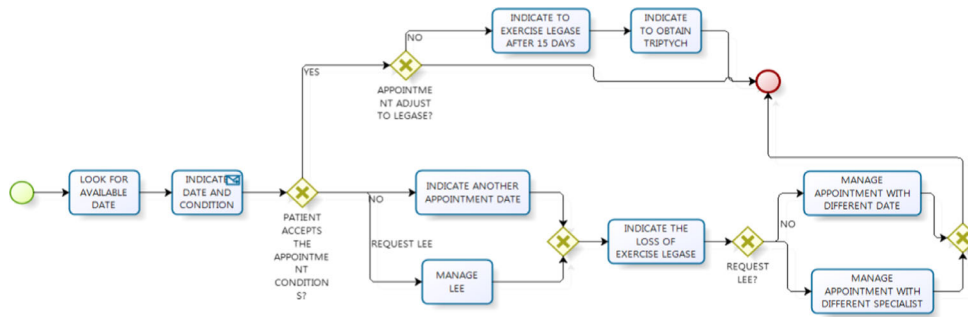 INDICATE TO
EXERCISE LEGASE
AFTER 15 DAYS
INDICATE
TO OBTAIN
TRIPTYCH
NO
YES
APPOINTME
NT ADJUST
TO LEGASE?
LOOK FOR
AVAILABLE
DATE
INDICATE
DATE AND
CONDITION
PATIENT
ACCEPTS
THE
APPOINTME
NT
CONDITION
S?
NO
INDICATE ANOTHER
APPOINTMENT DATE
REQUEST LEE
MANAGE
LEE
INDICATE THE
LOSS OF
EXERCISE LEGASE
REQUEST
LEE?
NO
MANAGE
APPOINTMENT WITH
DIFFERENT DATE
MANAGE
APPOINTMENT WITH
DIFFERENT SPECIALIST